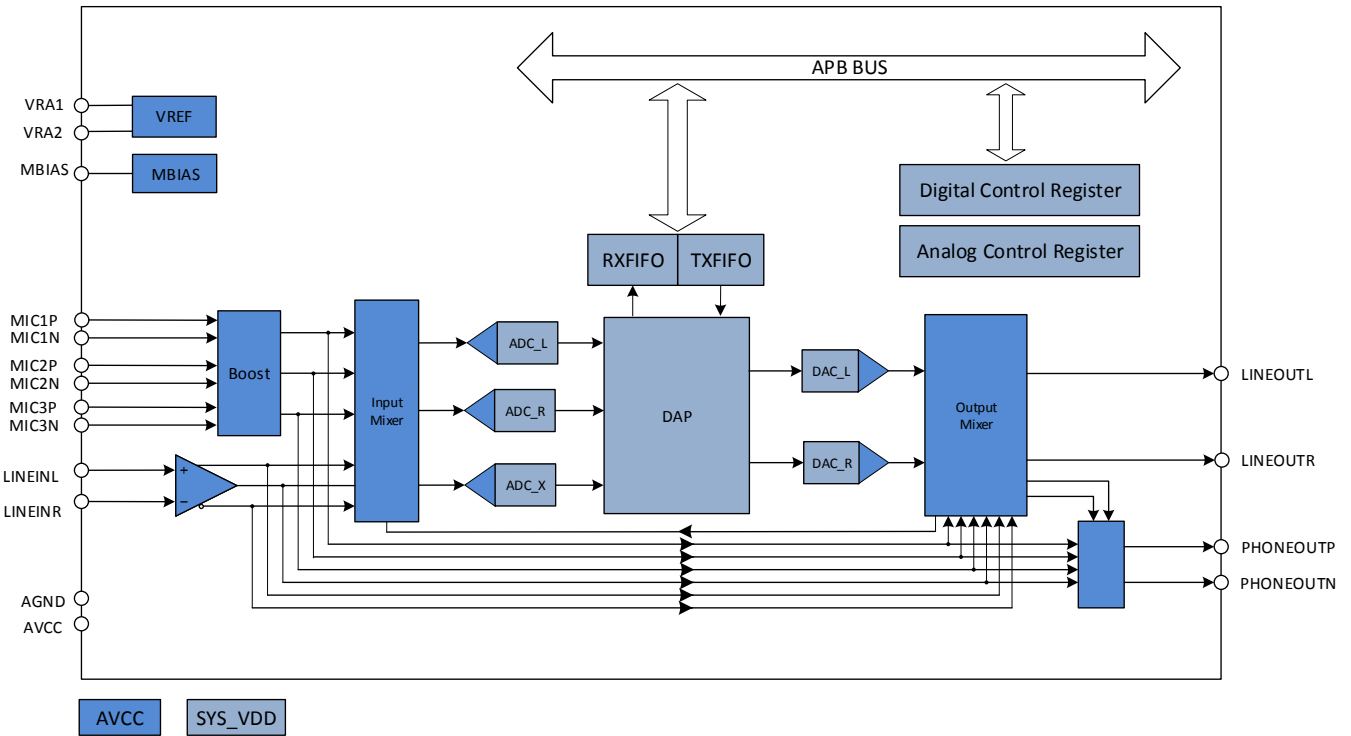 APB BUS
VRA1
VREF
VRA2
MBIAS
MBIAS
Digital Control Register
Analog Control Register
RXFIFO
TXFIFO
MIC1P
MIC1N
MIC2P
MIC2N
MIC3P
MIC3N
Boost
Input
Mixer
ADC_L
ADC_R
ADC_X
DAP
DAC_L
DAC_R
Output
Mixer
LINEOUTL
LINEOUTR
LINEINL
LINEINR
+
−
PHONEOUTP
PHONEOUTN
AGND
AVCC
AVCC
SYS_VDD